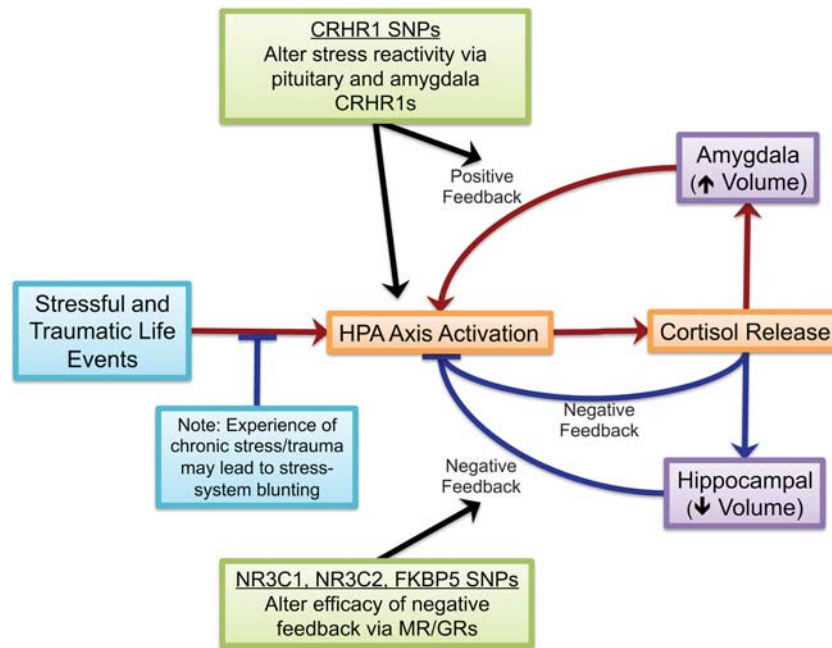 CRHR1 SNPs
Alter stress reactivity via
pituitary and amygdala
CRHR1s
Positive
Feedback
Amygdala
(↑ Volume)
Stressful and
Traumatic Life
Events
HPA Axis Activation
Cortisol Release
Note: Experience of
chronic stress/trauma
may lead to stress-
system blunting
Negative
Feedback
Negative
Feedback
Hippocampal
(↓ Volume)
NR3C1, NR3C2, FKBP5 SNPs
Alter efficacy of negative
feedback via MR/GRs